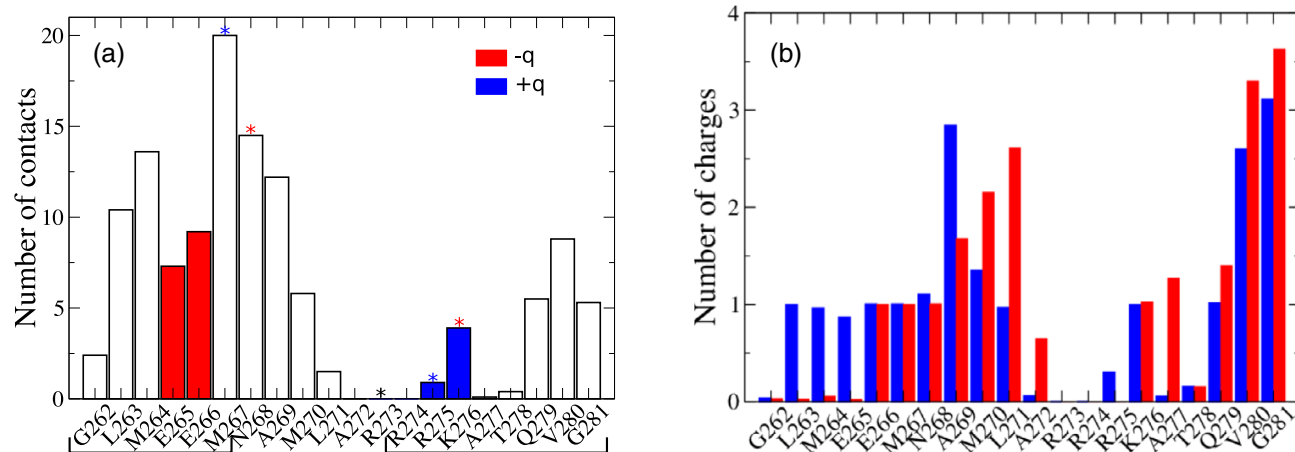 (a)
-q
+q
Number of contacts
20
15
10
5
0
* * * * *
G262 L263 M264 E265 E266 M267 N268 A269 M270 L271 A272 R273 R274 R275 K276 A277 T278 Q279 V280 G281
(b)
Number of charges
4
3
2
1
0
G262 L263 M264 E265 E266 M267 N268 A269 M270 L271 A272 R273 R274 R275 K276 A277 T278 Q279 V280 G281